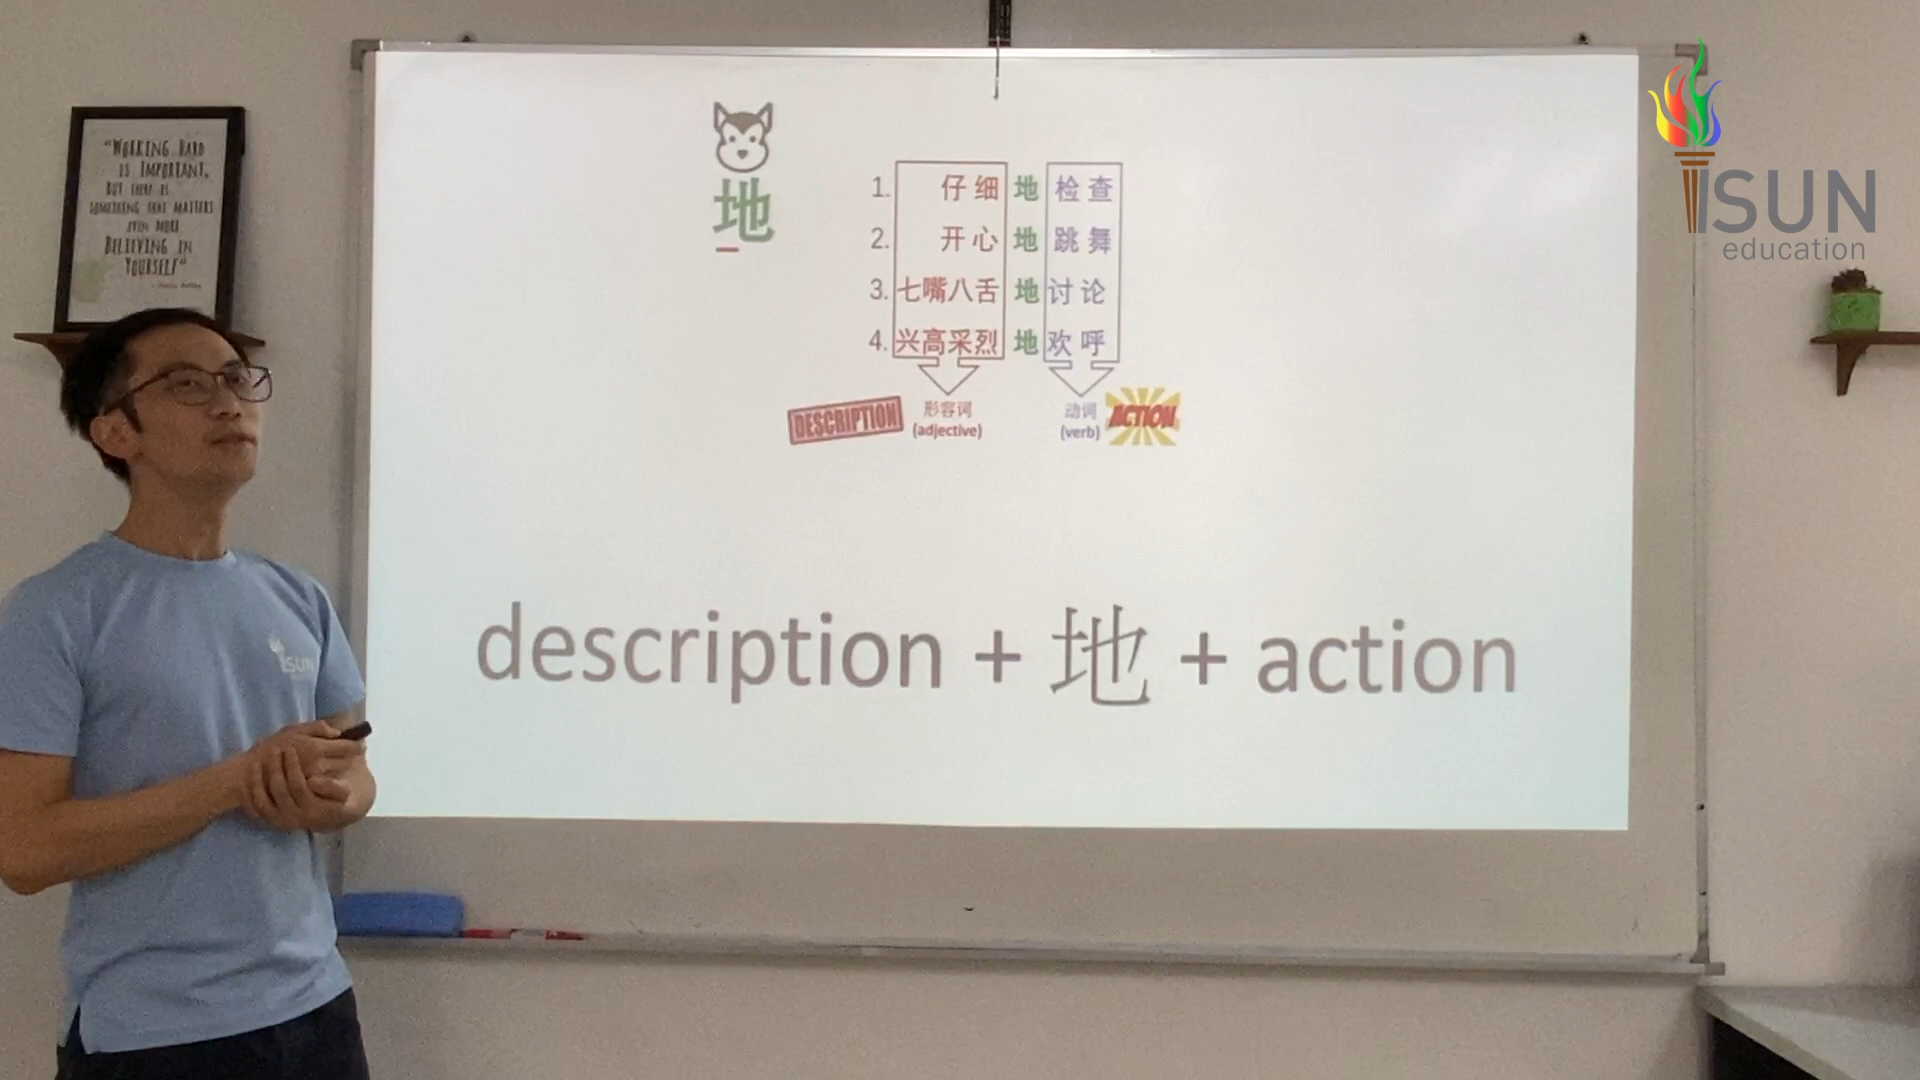 "WORKING HARD
IS IMPORTANT,
BUT THERE IS
SOMETHING THAT MATTERS
EVEN MORE
BELIEVING IN
YOURSELF"
地
1. 仔细 地 检查
2. 开心 地 跳舞
3. 七嘴八舌 地 讨论
4. 兴高采烈 地 欢呼
DESCRIPTION
形容词
(adjective)
动词
(verb)
ACTION
description + 地 + action
iSUN
education
iSUN